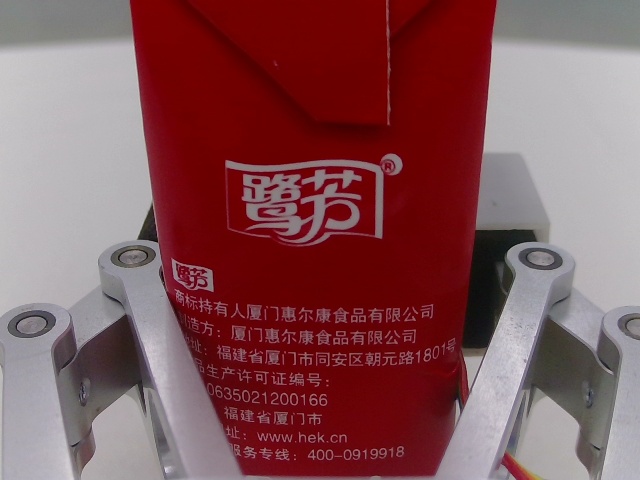 鹭芳®
鹭芳
商标持有人厦门惠尔康食品有限公司
造方：厦门惠尔康食品有限公司
址：福建省厦门市同安区朝元路1801号
品生产许可证编号：
0635021200166
福建省厦门市
址：www.hek.cn
服务专线：400-0919918